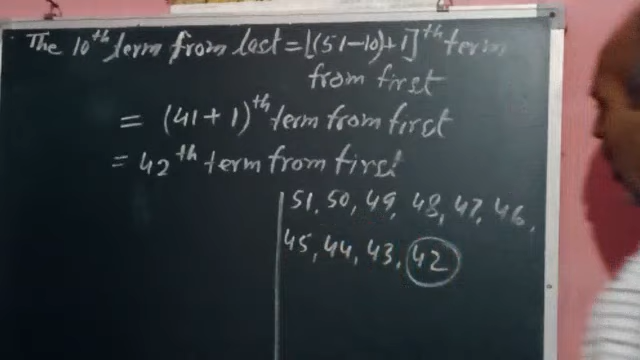 The 10th term from last = [(51-10)+1]th term
from first
= (41+1)th term from first
= 42th term from first
51, 50, 49, 48, 47, 46,
45, 44, 43, 42